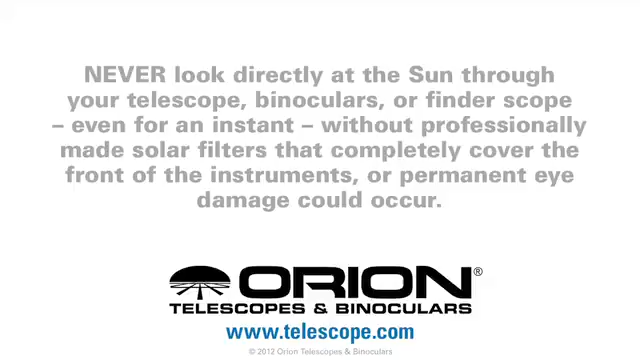 NEVER look directly at the Sun through
your telescope, binoculars, or finder scope
– even for an instant – without professionally
made solar filters that completely cover the
front of the instruments, or permanent eye
damage could occur.
ORION®
TELESCOPES & BINOCULARS
www.telescope.com
© 2012 Orion Telescopes & Binoculars